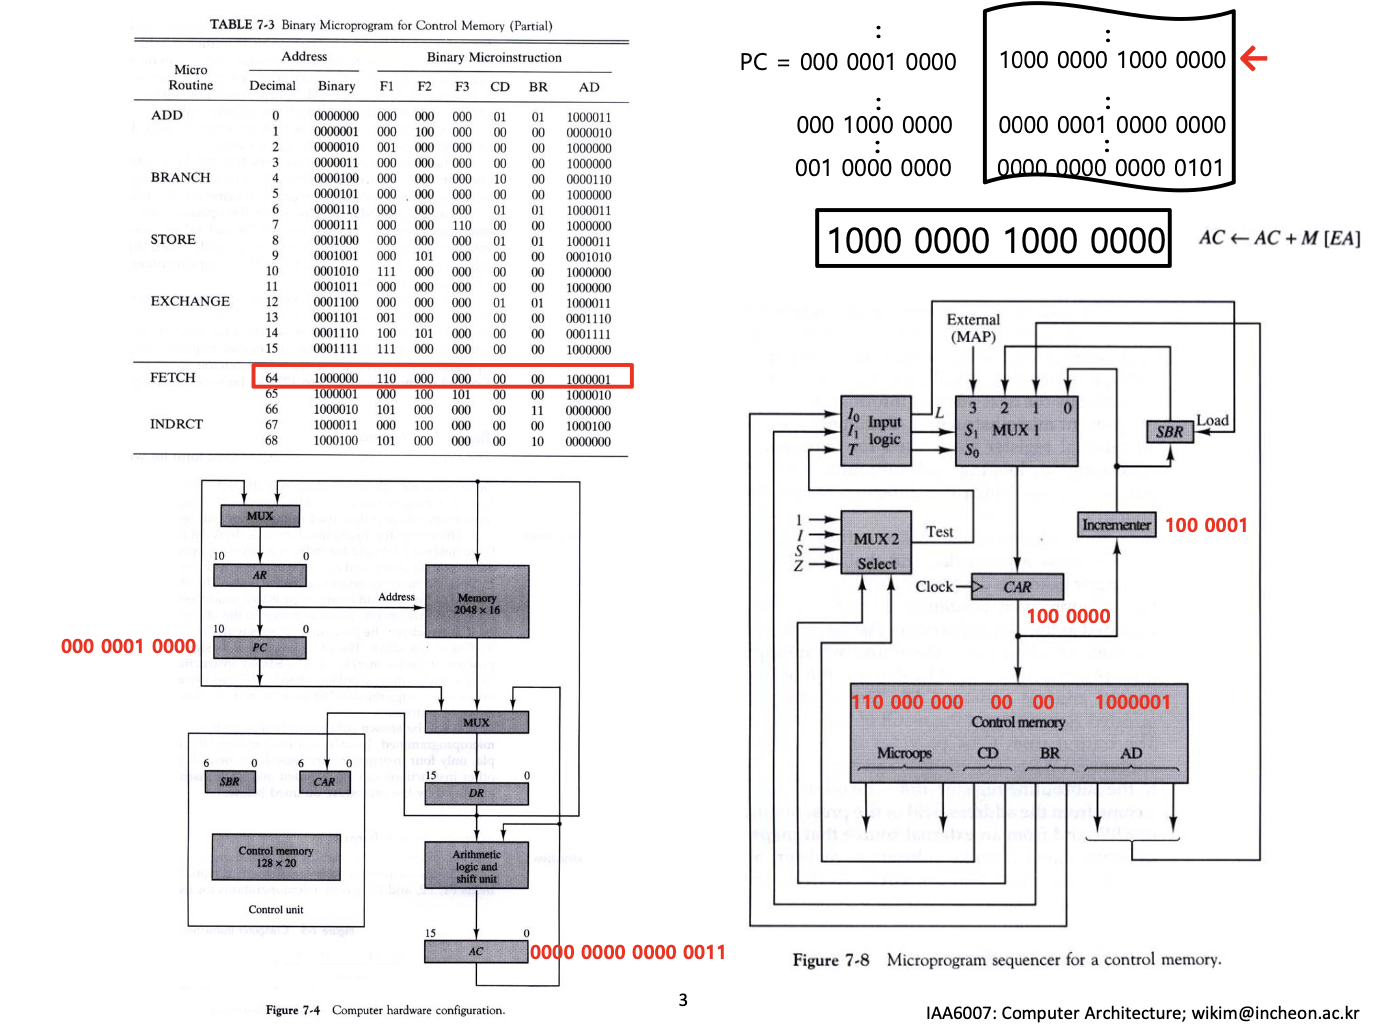 TABLE 7-3 Binary Microprogram for Control Memory (Partial)
Address Binary Microinstruction
Micro
Routine Decimal Binary F1 F2 F3 CD BR AD
ADD 0 0000000 000 000 000 01 01 1000011
1 0000001 000 100 000 00 00 0000010
2 0000010 001 000 000 00 00 1000000
3 0000011 000 000 000 00 00 1000000
BRANCH 4 0000100 000 000 000 10 00 0000110
5 0000101 000 000 000 00 00 1000000
6 0000110 000 000 000 01 01 1000011
7 0000111 000 000 110 00 00 1000000
STORE 8 0001000 000 000 000 01 01 1000011
9 0001001 000 101 000 00 00 0001010
10 0001010 111 000 000 00 00 1000000
11 0001011 000 000 000 00 00 1000000
EXCHANGE 12 0001100 000 000 000 01 01 1000011
13 0001101 001 000 000 00 00 0001110
14 0001110 100 101 000 00 00 0001111
15 0001111 111 000 000 00 00 1000000
FETCH 64 1000000 110 000 000 00 00 1000001
65 1000001 000 100 101 00 00 1000010
66 1000010 101 000 000 00 11 0000000
INDRCT 67 1000011 000 100 000 00 00 1000100
68 1000100 101 000 000 00 10 0000000
PC = 000 0001 0000 1000 0000 1000 0000
000 1000 0000 0000 0001 0000 0000
001 0000 0000 0000 0000 0000 0101
1000 0000 1000 0000
AC ← AC + M [EA]
MUX
10 0
AR
Address
Memory
2048 × 16
10 0
000 0001 0000
PC
MUX
6 0 6 0
SBR CAR
15 0
DR
Control memory
128 × 20
Arithmetic
logic and
shift unit
Control unit
15 0
AC
0000 0000 0000 0011
Figure 7-4 Computer hardware configuration.
External
(MAP)
I0
I1
T
Input
logic
L
3 2 1 0
S1 MUX 1
S0
SBR
Load
1
I
S
Z
MUX 2
Select
Test
Incrementer 100 0001
Clock
CAR
100 0000
110 000 000 00 00 1000001
Control memory
Microops CD BR AD
Figure 7-8 Microprogram sequencer for a control memory.
3
IAA6007: Computer Architecture; wikim@incheon.ac.kr